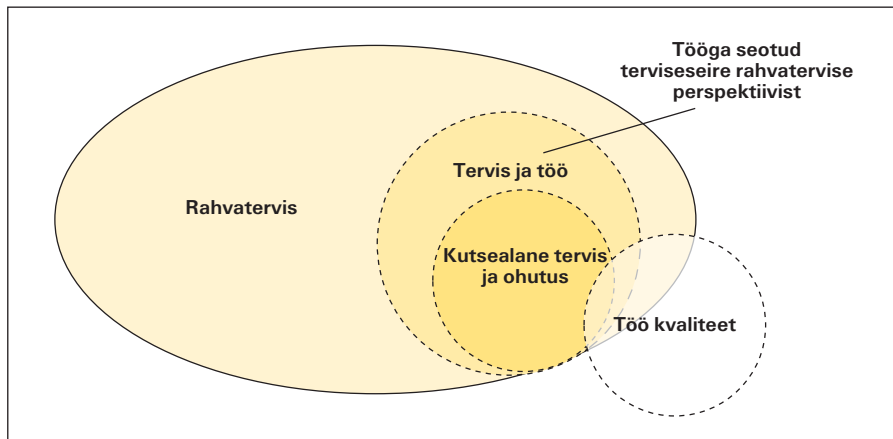 Tööga seotud
terviseseire rahvatervise
perspektiivist
Tervis ja töö
Rahvatervis
Kutsealane tervis
ja ohutus
Töö kvaliteet